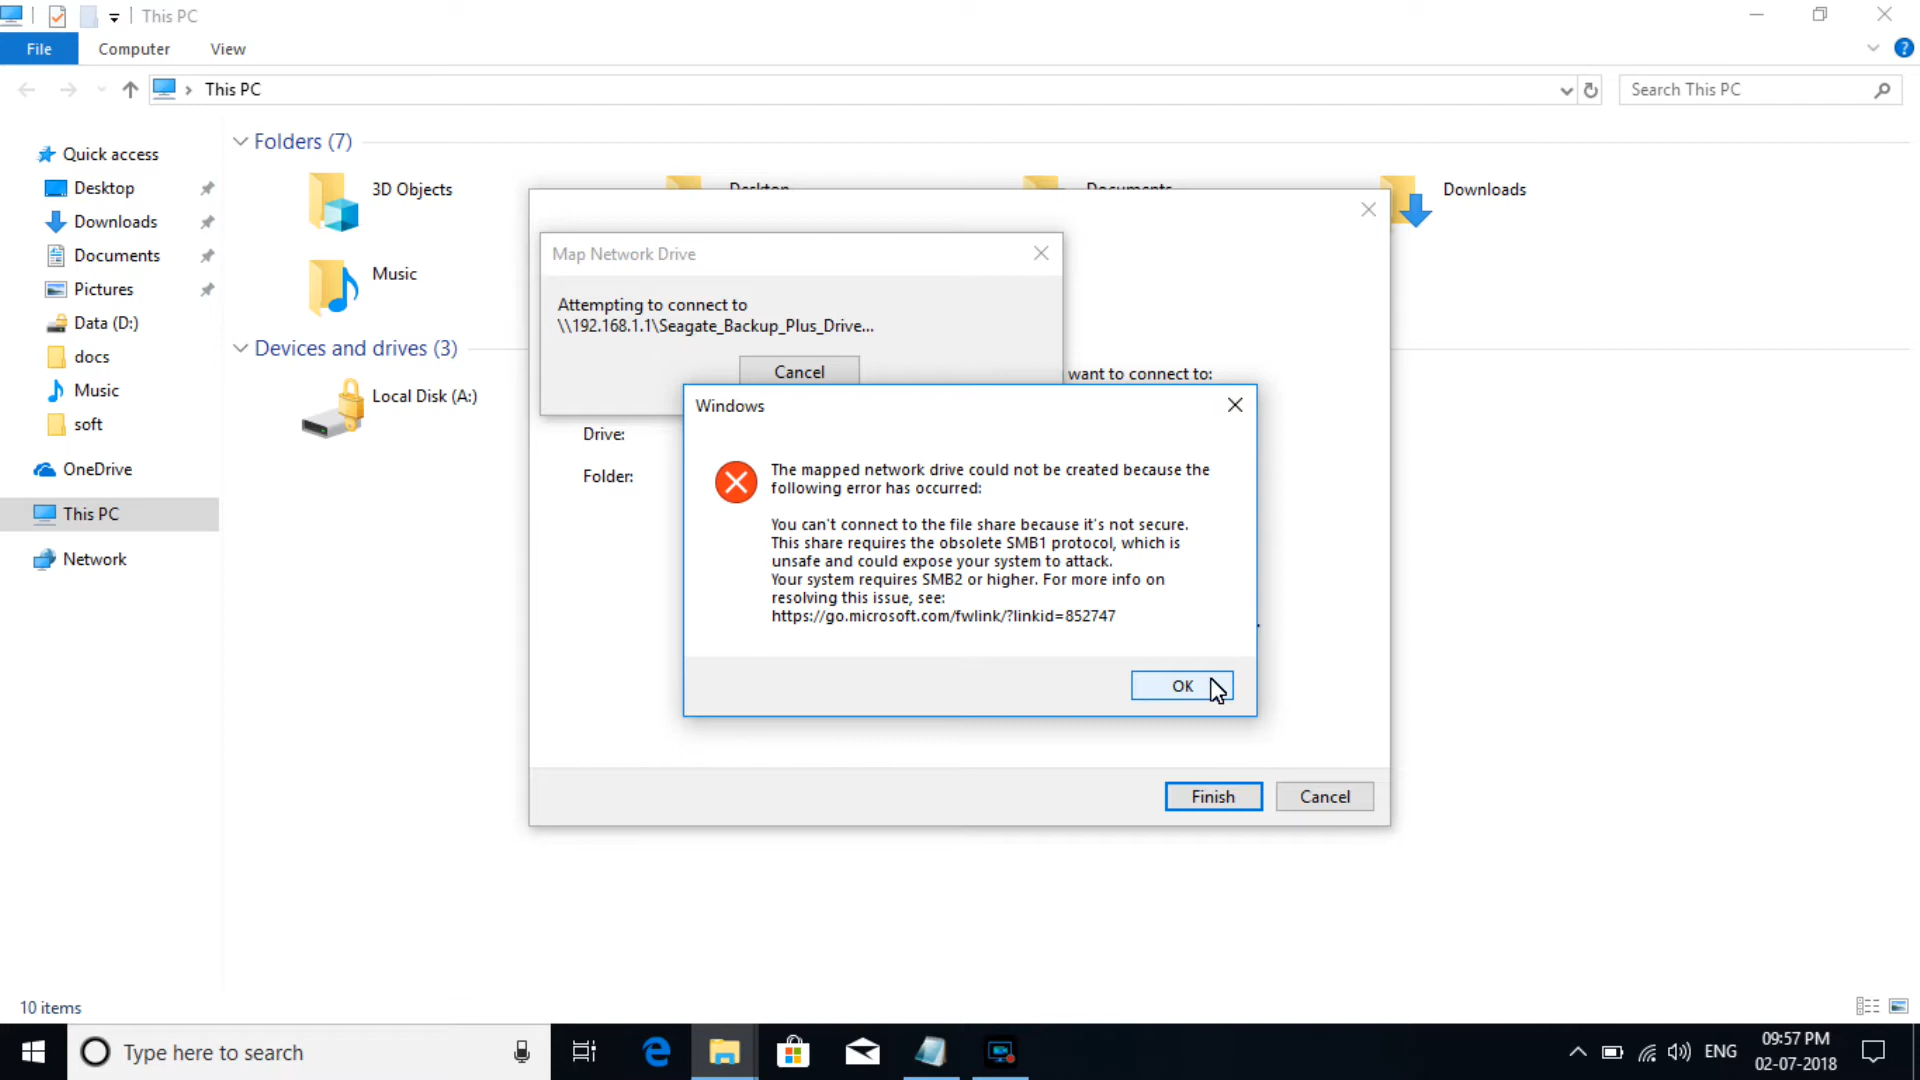 This PC
File
Computer
View
This PC
Search This PC
Quick access
Desktop
Downloads
Documents
Pictures
Data (D:)
docs
Music
soft
OneDrive
This PC
Network
Folders (7)
3D Objects
Desktop
Documents
Downloads
Music
Devices and drives (3)
Local Disk (A:)
Map Network Drive
Attempting to connect to
\\192.168.1.1\Seagate_Backup_Plus_Drive...
Cancel
want to connect to:
Drive:
Folder:
Windows
The mapped network drive could not be created because the
following error has occurred:
You can't connect to the file share because it's not secure.
This share requires the obsolete SMB1 protocol, which is
unsafe and could expose your system to attack.
Your system requires SMB2 or higher. For more info on
resolving this issue, see:
https://go.microsoft.com/fwlink/?linkid=852747
OK
Finish
Cancel
10 items
Type here to search
ENG
09:57 PM
02-07-2018